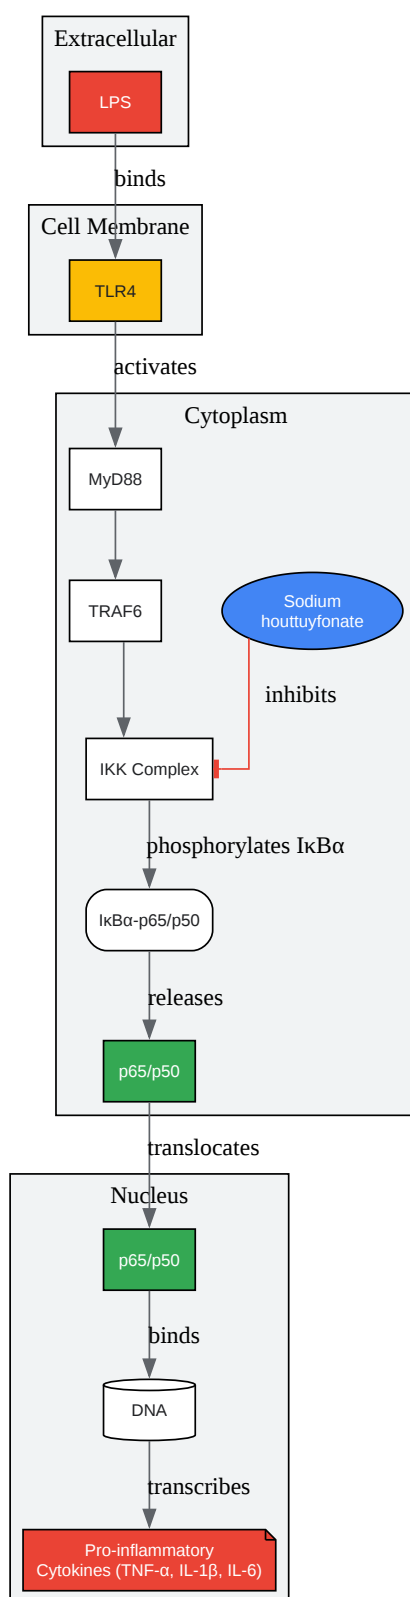 Extracellular
LPS
binds
Cell Membrane
TLR4
activates
Cytoplasm
MyD88
TRAF6
Sodium
houttuyfonate
inhibits
IKK Complex
phosphorylates IκBα
IκBα-p65/p50
releases
p65/p50
translocates
Nucleus
p65/p50
binds
DNA
transcribes
Pro-inflammatory
Cytokines (TNF-α, IL-1β, IL-6)